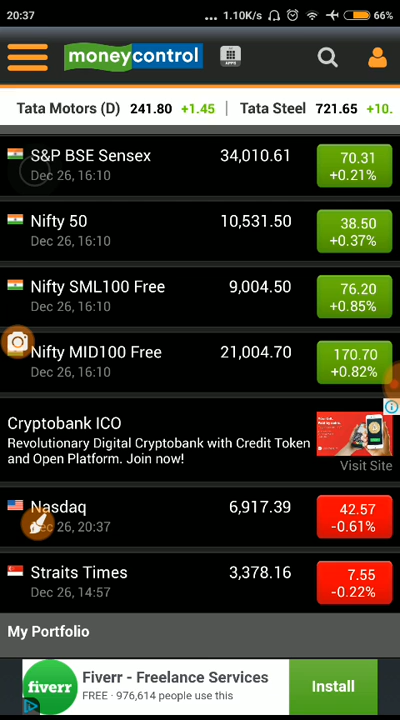 20:37 ... 1.10K/s 66%
moneycontrol APPS
Tata Motors (D) 241.80 +1.45 | Tata Steel 721.65 +10.
S&P BSE Sensex 34,010.61 70.31
Dec 26, 16:10 +0.21%
Nifty 50 10,531.50 38.50
Dec 26, 16:10 +0.37%
Nifty SML100 Free 9,004.50 76.20
Dec 26, 16:10 +0.85%
Nifty MID100 Free 21,004.70 170.70
Dec 26, 16:10 +0.82%
Cryptobank ICO
Revolutionary Digital Cryptobank with Credit Token
and Open Platform. Join now!
Visit Site
Nasdaq 6,917.39 42.57
26, 20:37 -0.61%
Straits Times 3,378.16 7.55
Dec 26, 14:57 -0.22%
My Portfolio
fiverr
Fiverr - Freelance Services
FREE · 976,614 people use this
Install